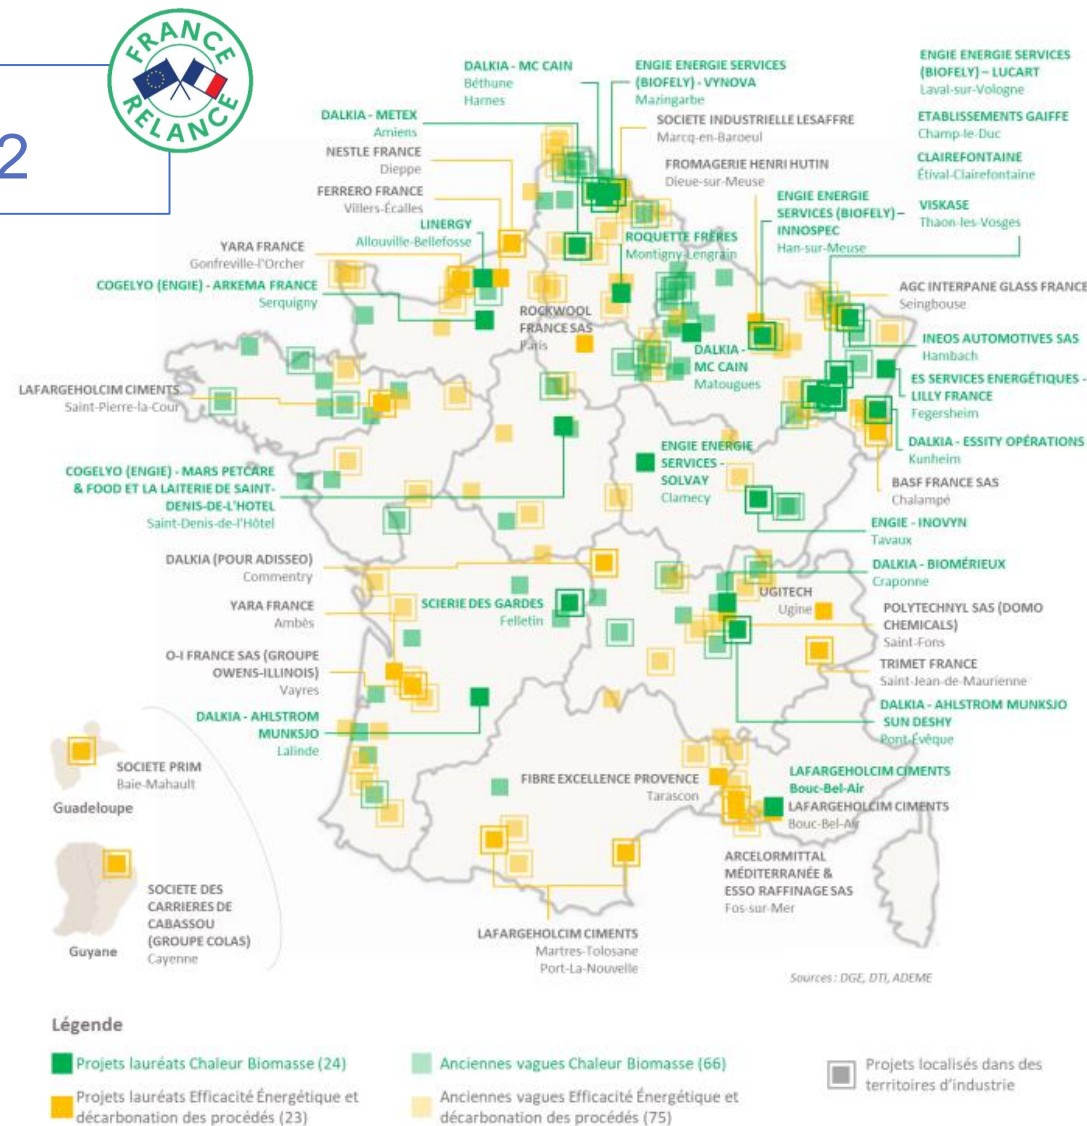 FRANCE
RELANCE
2
DALKIA - MC CAIN
Béthune
Harnes
ENGIE ENERGIE SERVICES
(BIOFELY) - VYNOVA
Mazingarbe
ENGIE ENERGIE SERVICES
(BIOFELY) – LUCART
Laval-sur-Vologne
DALKIA - METEX
Amiens
SOCIETE INDUSTRIELLE LESAFFRE
Marcq-en-Baroeul
ETABLISSEMENTS GAIFFE
Champ-le-Duc
NESTLE FRANCE
Dieppe
FROMAGERIE HENRI HUTIN
Dieue-sur-Meuse
CLAIREFONTAINE
Étival-Clairefontaine
FERRERO FRANCE
Villers-Écalles
ENGIE ENERGIE
SERVICES (BIOFELY) –
INNOSPEC
Han-sur-Meuse
VISKASE
Thaon-les-Vosges
LINERGY
Allouville-Bellefosse
ROQUETTE FRÈRES
Montigny-Lengrain
YARA FRANCE
Gonfreville-l'Orcher
COGELYO (ENGIE) - ARKEMA FRANCE
Serquigny
AGC INTERPANE GLASS FRANCE
Seingbouse
ROCKWOOL
FRANCE SAS
Paris
INEOS AUTOMOTIVES SAS
Hambach
DALKIA -
MC CAIN
Matougues
ES SERVICES ENERGÉTIQUES -
LILLY FRANCE
Fegersheim
LAFARGEHOLCIM CIMENTS
Saint-Pierre-la-Cour
DALKIA - ESSITY OPÉRATIONS
Kunheim
ENGIE ENERGIE
SERVICES -
SOLVAY
Clamecy
COGELYO (ENGIE) - MARS PETCARE
& FOOD ET LA LAITERIE DE SAINT-
DENIS-DE-L'HOTEL
Saint-Denis-de-l'Hôtel
BASF FRANCE SAS
Chalampé
ENGIE - INOVYN
Tavaux
DALKIA (POUR ADISSEO)
Commentry
DALKIA - BIOMÉRIEUX
Craponne
YARA FRANCE
Ambès
SCIERIE DES GARDES
Felletin
UGITECH
Ugine
POLYTECHNYL SAS (DOMO
CHEMICALS)
Saint-Fons
O-I FRANCE SAS (GROUPE
OWENS-ILLINOIS)
Vayres
TRIMET FRANCE
Saint-Jean-de-Maurienne
DALKIA - AHLSTROM
MUNKSJO
Lalinde
DALKIA - AHLSTROM MUNKSJO
SUN DESHY
Pont-Évêque
SOCIETE PRIM
Baie-Mahault
Guadeloupe
FIBRE EXCELLENCE PROVENCE
Tarascon
LAFARGEHOLCIM CIMENTS
Bouc-Bel-Air
LAFARGEHOLCIM CIMENTS
Bouc-Bel-Air
ARCELORMITTAL
MÉDITERRANÉE &
ESSO RAFFINAGE SAS
Fos-sur-Mer
SOCIETE DES
CARRIERES DE
CABASSOU
(GROUPE COLAS)
Cayenne
Guyane
LAFARGEHOLCIM CIMENTS
Martres-Tolosane
Port-La-Nouvelle
Sources : DGE, DTI, ADEME
Légende
Projets lauréats Chaleur Biomasse (24)
Anciennes vagues Chaleur Biomasse (66)
Projets localisés dans des
territoires d'industrie
Projets lauréats Efficacité Énergétique et
décarbonation des procédés (23)
Anciennes vagues Efficacité Énergétique et
décarbonation des procédés (75)